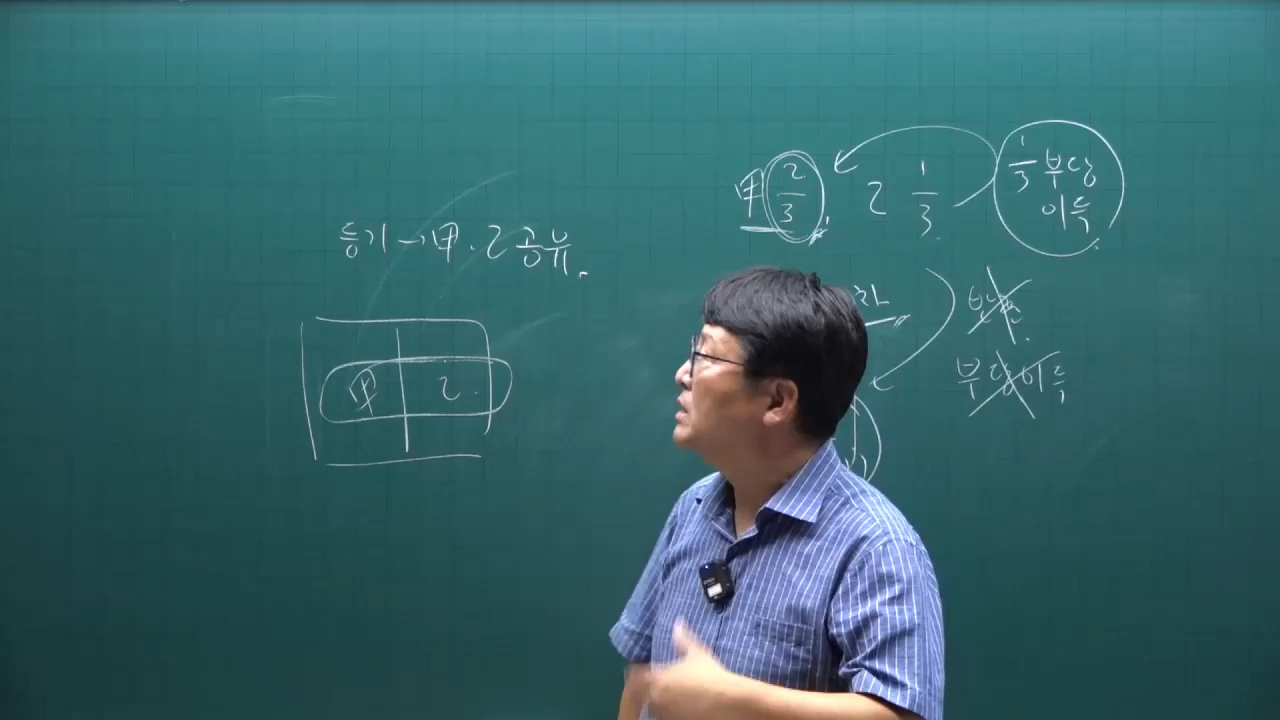 등기→甲·乙 공유.
甲 乙
甲 2/3 乙 1/3
1/3 부당
이득
부당이득